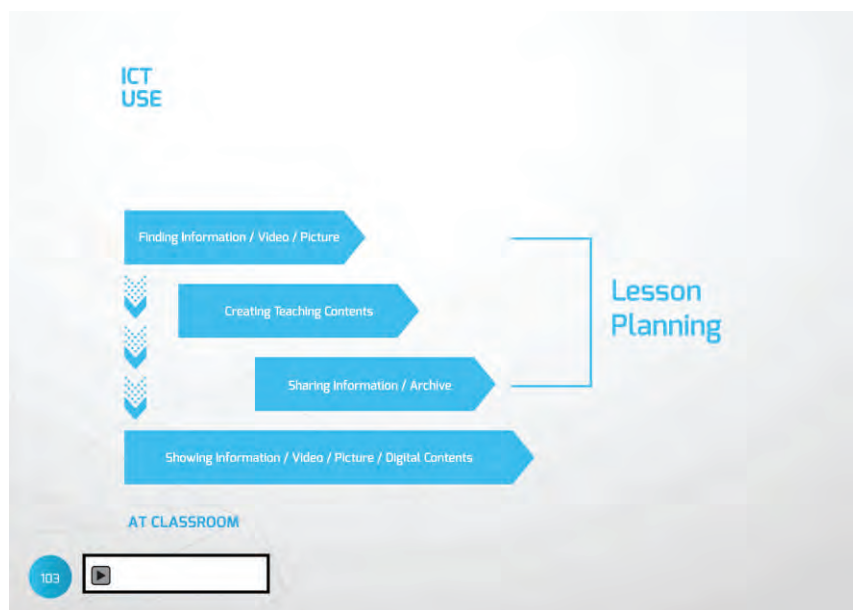 ICT
USE
Finding Information / Video / Picture
Creating Teaching Contents
Sharing Information / Archive
Showing Information / Video / Picture / Digital Contents
Lesson
Planning
AT CLASSROOM
103